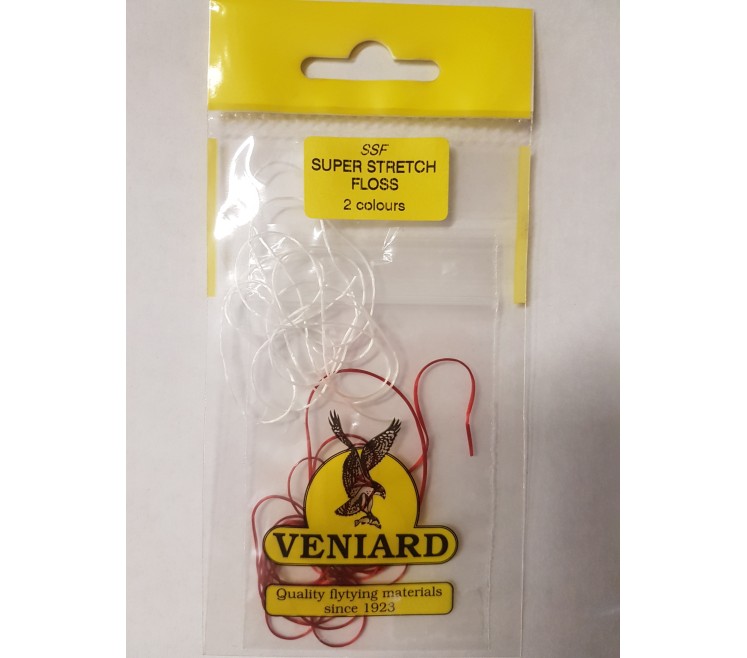 SSF
SUPER STRETCH
FLOSS
2 colours
VENIARD
Quality flytying materials
since 1923